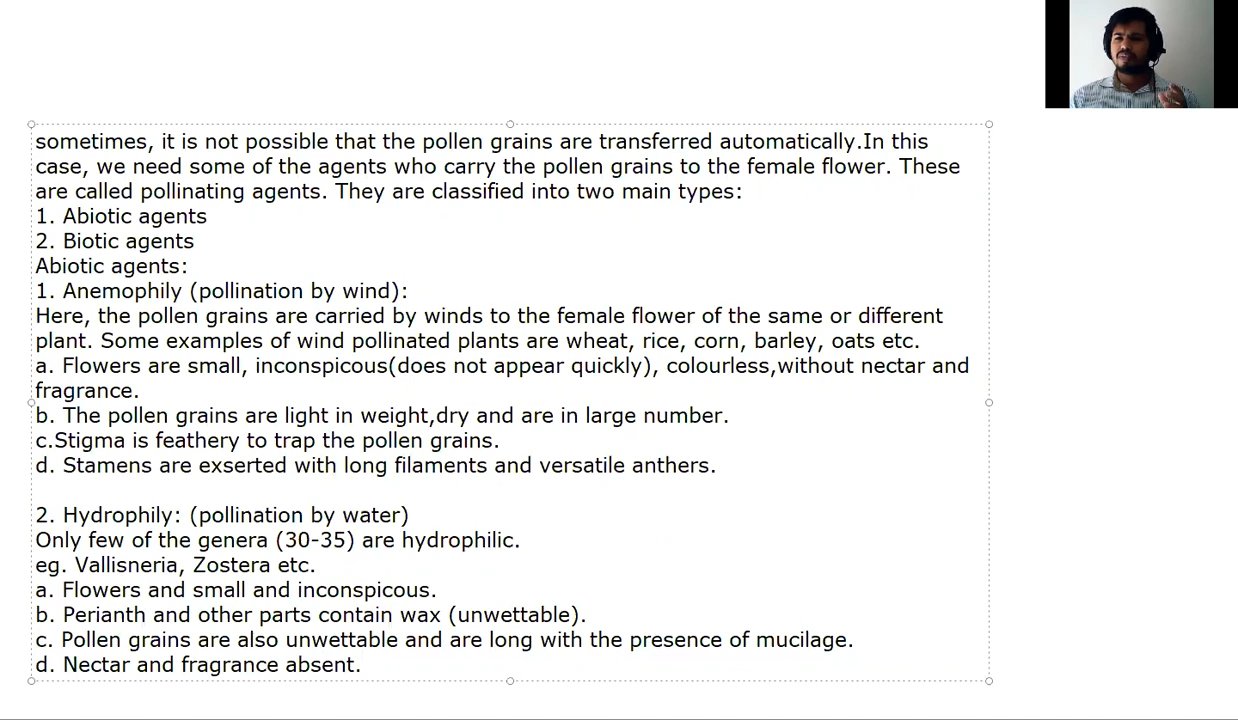 sometimes, it is not possible that the pollen grains are transferred automatically.In this
case, we need some of the agents who carry the pollen grains to the female flower. These
are called pollinating agents. They are classified into two main types:
1. Abiotic agents
2. Biotic agents
Abiotic agents:
1. Anemophily (pollination by wind):
Here, the pollen grains are carried by winds to the female flower of the same or different
plant. Some examples of wind pollinated plants are wheat, rice, corn, barley, oats etc.
a. Flowers are small, inconspicous(does not appear quickly), colourless,without nectar and
fragrance.
b. The pollen grains are light in weight,dry and are in large number.
c.Stigma is feathery to trap the pollen grains.
d. Stamens are exserted with long filaments and versatile anthers.
2. Hydrophily: (pollination by water)
Only few of the genera (30-35) are hydrophilic.
eg. Vallisneria, Zostera etc.
a. Flowers and small and inconspicous.
b. Perianth and other parts contain wax (unwettable).
c. Pollen grains are also unwettable and are long with the presence of mucilage.
d. Nectar and fragrance absent.